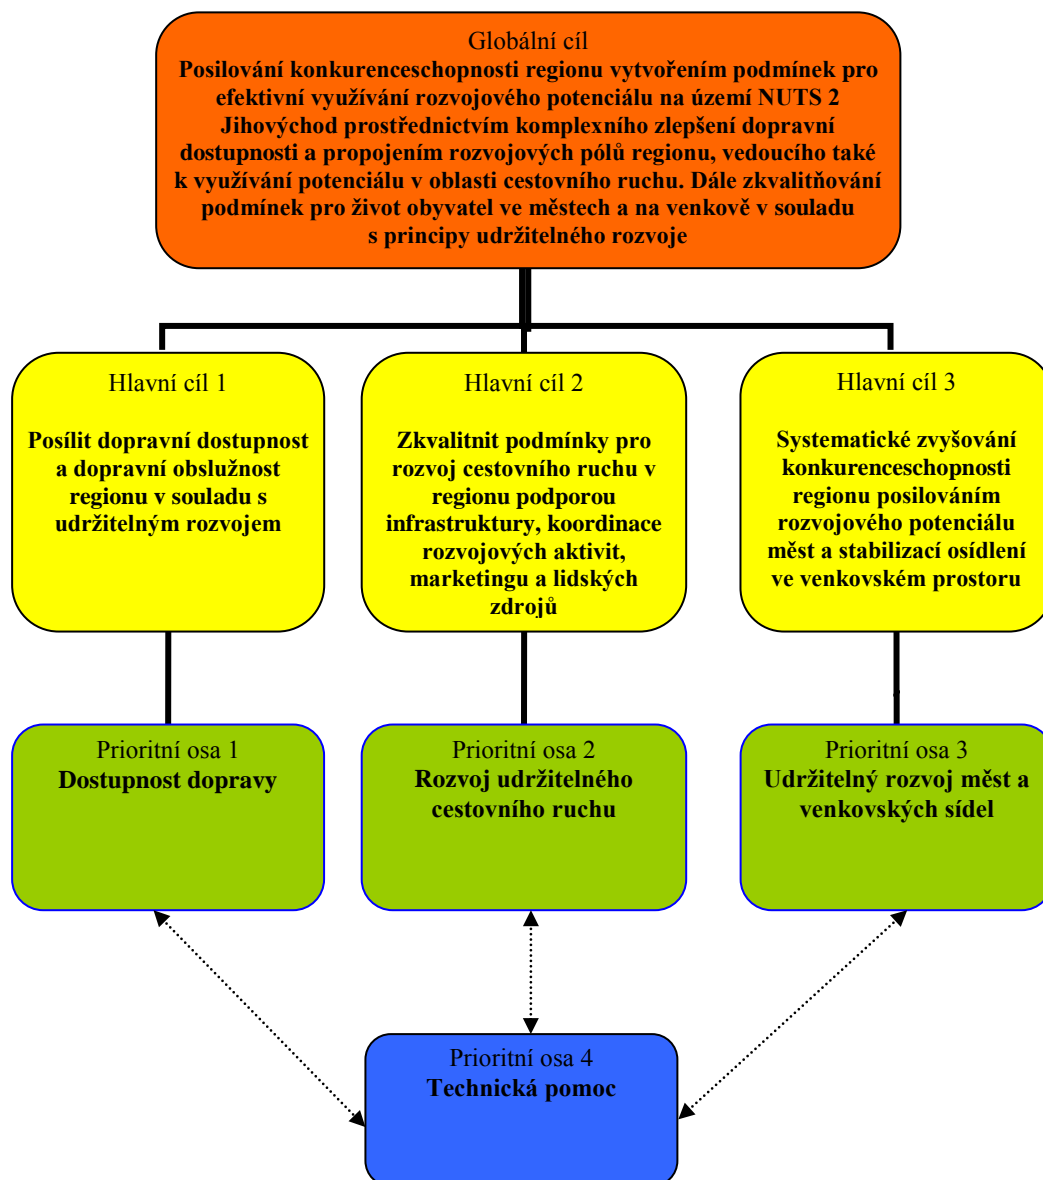 Globální cíl
Posilování konkurenceschopnosti regionu vytvořením podmínek pro
efektivní využívání rozvojového potenciálu na území NUTS 2
Jihovýchod prostřednictvím komplexního zlepšení dopravní
dostupnosti a propojením rozvojových pólů regionu, vedoucího také
k využívání potenciálu v oblasti cestovního ruchu. Dále zkvalitňování
podmínek pro život obyvatel ve městech a na venkově v souladu
s principy udržitelného rozvoje
Hlavní cíl 1
Posílit dopravní dostupnost
a dopravní obslužnost
regionu v souladu s
udržitelným rozvojem
Hlavní cíl 2
Zkvalitnit podmínky pro
rozvoj cestovního ruchu v
regionu podporou
infrastruktury, koordinace
rozvojových aktivit,
marketingu a lidských
zdrojů
Hlavní cíl 3
Systematické zvyšování
konkurenceschopnosti
regionu posilováním
rozvojového potenciálu
měst a stabilizací osídlení
ve venkovském prostoru
Prioritní osa 1
Dostupnost dopravy
Prioritní osa 2
Rozvoj udržitelného
cestovního ruchu
Prioritní osa 3
Udržitelný rozvoj měst a
venkovských sídel
Prioritní osa 4
Technická pomoc